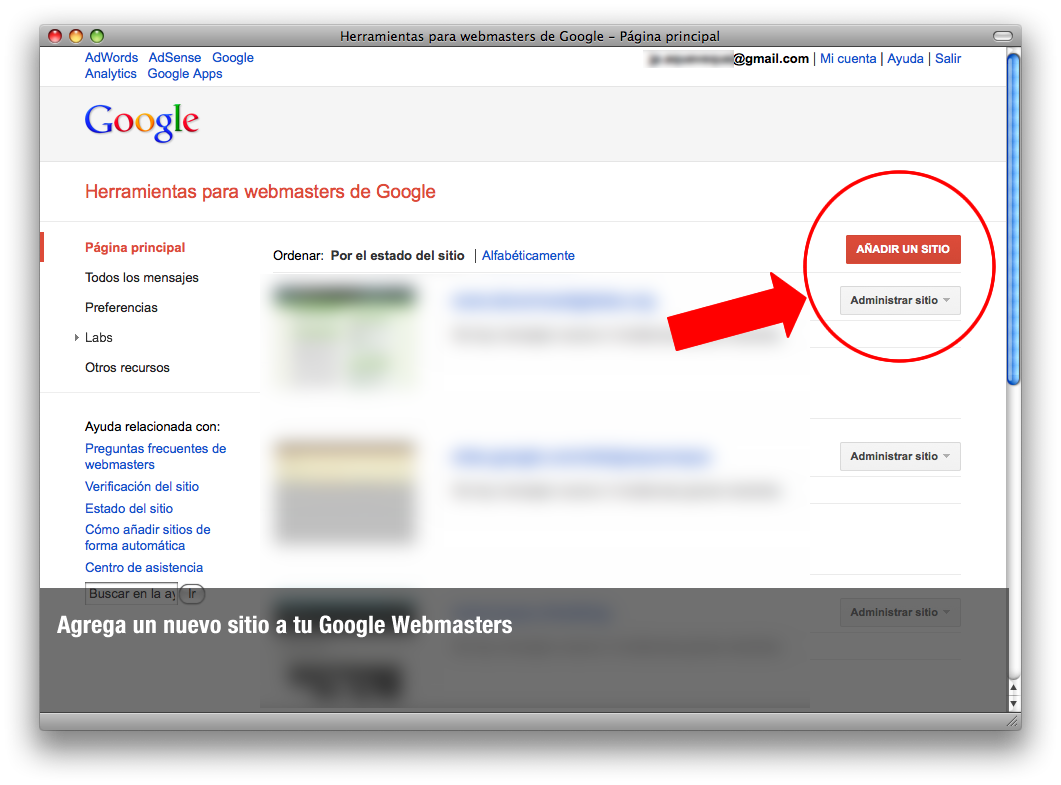 Herramientas para webmasters de Google – Página principal
AdWords AdSense Google
Analytics Google Apps
@gmail.com | Mi cuenta | Ayuda | Salir
Google
Herramientas para webmasters de Google
Página principal
Todos los mensajes
Preferencias
Labs
Otros recursos
Ordenar: Por el estado del sitio | Alfabéticamente
AÑADIR UN SITIO
Administrar sitio
Administrar sitio
Administrar sitio
Ayuda relacionada con:
Preguntas frecuentes de
webmasters
Verificación del sitio
Estado del sitio
Cómo añadir sitios de
forma automática
Centro de asistencia
Buscar en la ay Ir
Agrega un nuevo sitio a tu Google Webmasters